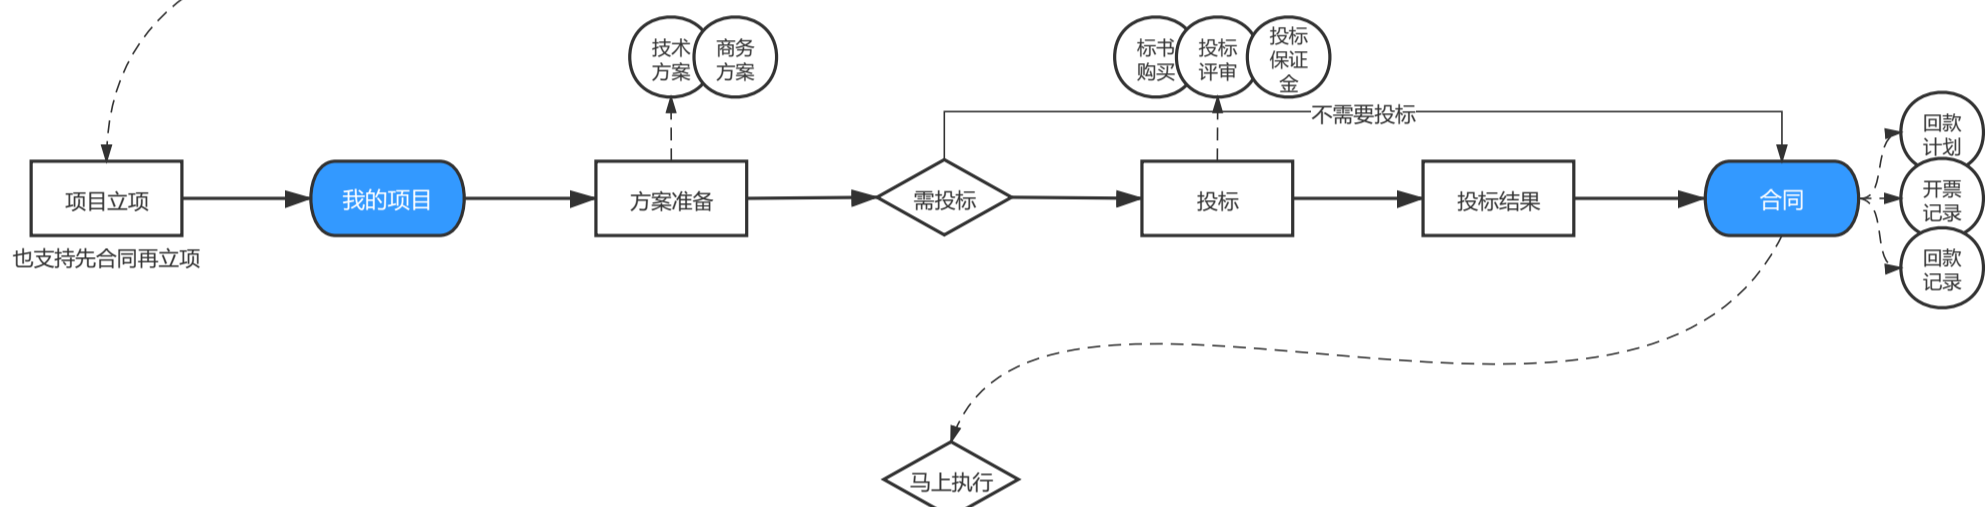 技术
方案
商务
方案
标书
购买
投标
评审
投标
保证
金
不需要投标
回款
计划
项目立项
我的项目
方案准备
需投标
投标
投标结果
合同
开票
记录
也支持先合同再立项
回款
记录
马上执行